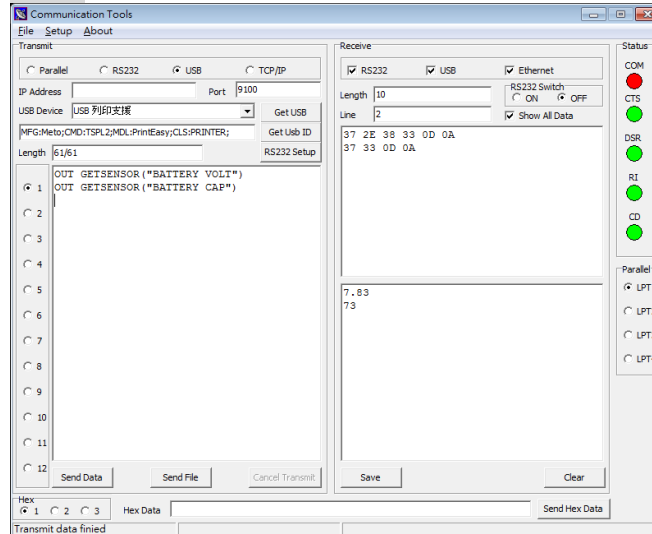 Communication Tools
File Setup About
Transmit
Parallel RS232 USB TCP/IP
IP Address Port 9100
USB Device USB 列印支援 Get USB
MFG:Meto;CMD:TSPL2;MDL:PrintEasy;CLS:PRINTER; Get Usb ID
Length 61/61 RS232 Setup
1
2
3
4
5
6
7
8
9
10
11
12
OUT GETSENSOR("BATTERY VOLT")
OUT GETSENSOR("BATTERY CAP")
Send Data Send File Cancel Transmit
Receive
RS232 USB Ethernet
Length 10 RS232 Switch
ON OFF
Line 2 Show All Data
37 2E 38 33 0D 0A
37 33 0D 0A
7.83
73
Save Clear
Status
COM
CTS
DSR
RI
CD
Parallel
LPT
LPT
LPT
LPT
Hex
1 2 3 Hex Data Send Hex Data
Transmit data finied